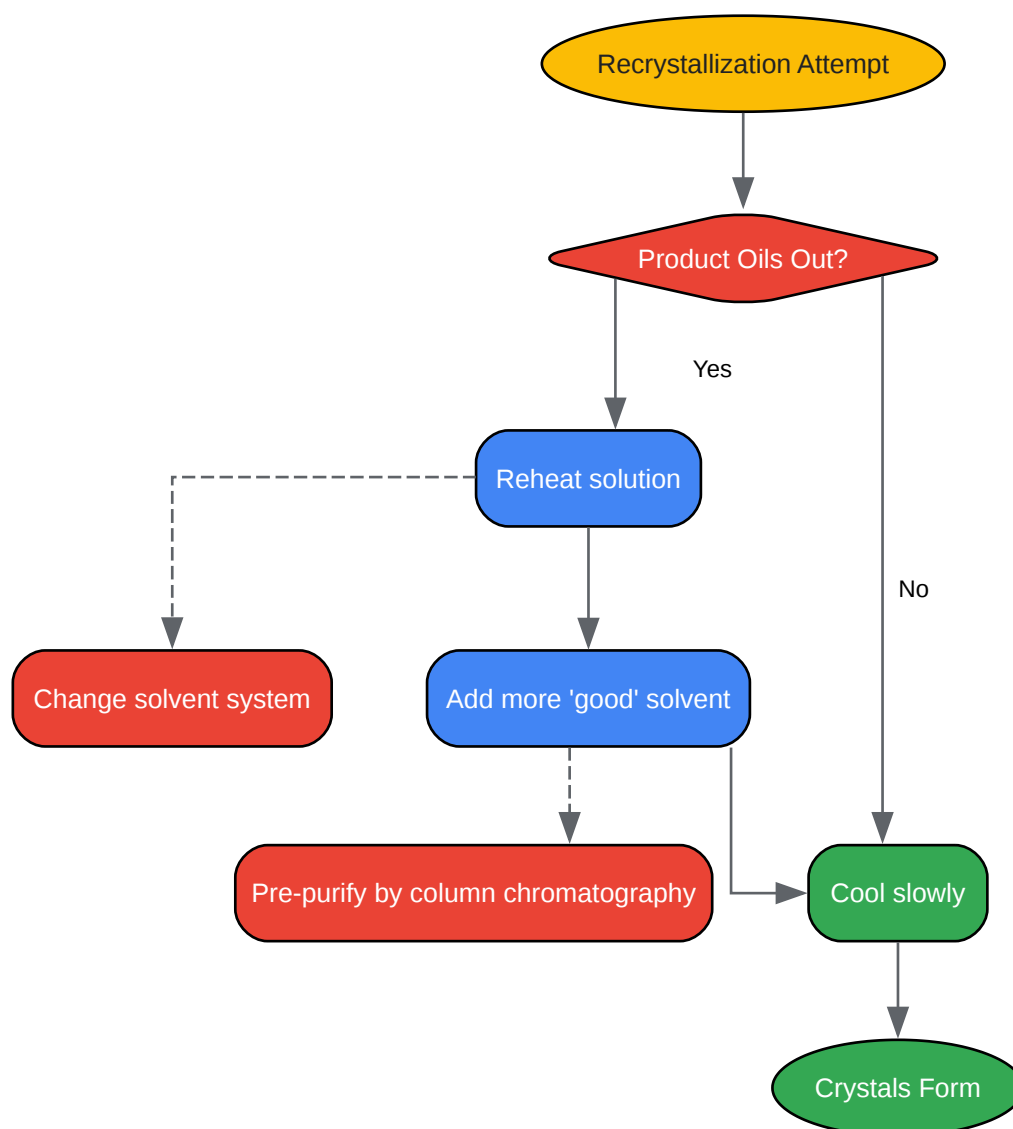 Recrystallization Attempt
Product Oils Out?
Yes
Reheat solution
No
Change solvent system
Add more 'good' solvent
Pre-purify by column chromatography
Cool slowly
Crystals Form